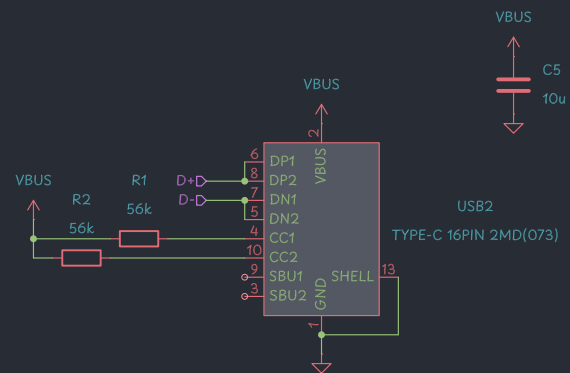 VBUS
C5
10u
VBUS
2
VBUS
6 DP1
D+ 8 DP2
D- 7 DN1
5 DN2
VBUS
R1
56k
R2
56k
4 CC1
10 CC2
9 SBU1
3 SBU2
SHELL 13
GND
1
USB2
TYPE-C 16PIN 2MD(073)